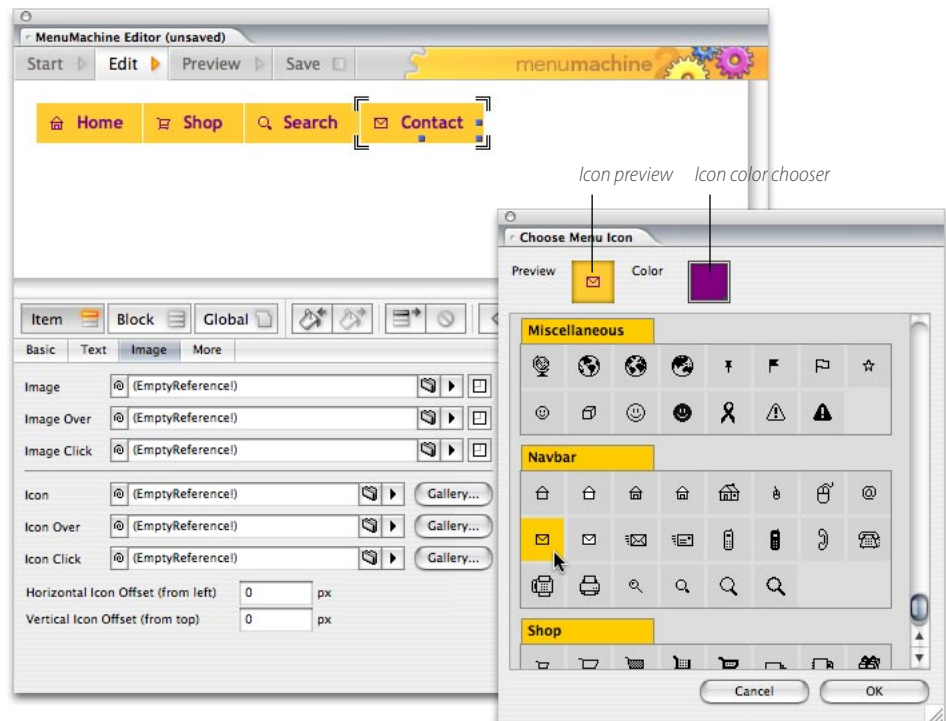 MenuMachine Editor (unsaved)
Start Edit Preview Save menumachine 2
Home Shop Search Contact
Icon preview Icon color chooser
Choose Menu Icon
Preview Color
Item Block Global
Basic Text Image More
Image (EmptyReference!)
Image Over (EmptyReference!)
Image Click (EmptyReference!)
Icon (EmptyReference!) Gallery...
Icon Over (EmptyReference!) Gallery...
Icon Click (EmptyReference!) Gallery...
Horizontal Icon Offset (from left) 0 px
Vertical Icon Offset (from top) 0 px
Miscellaneous
Navbar
@
Shop
Cancel OK